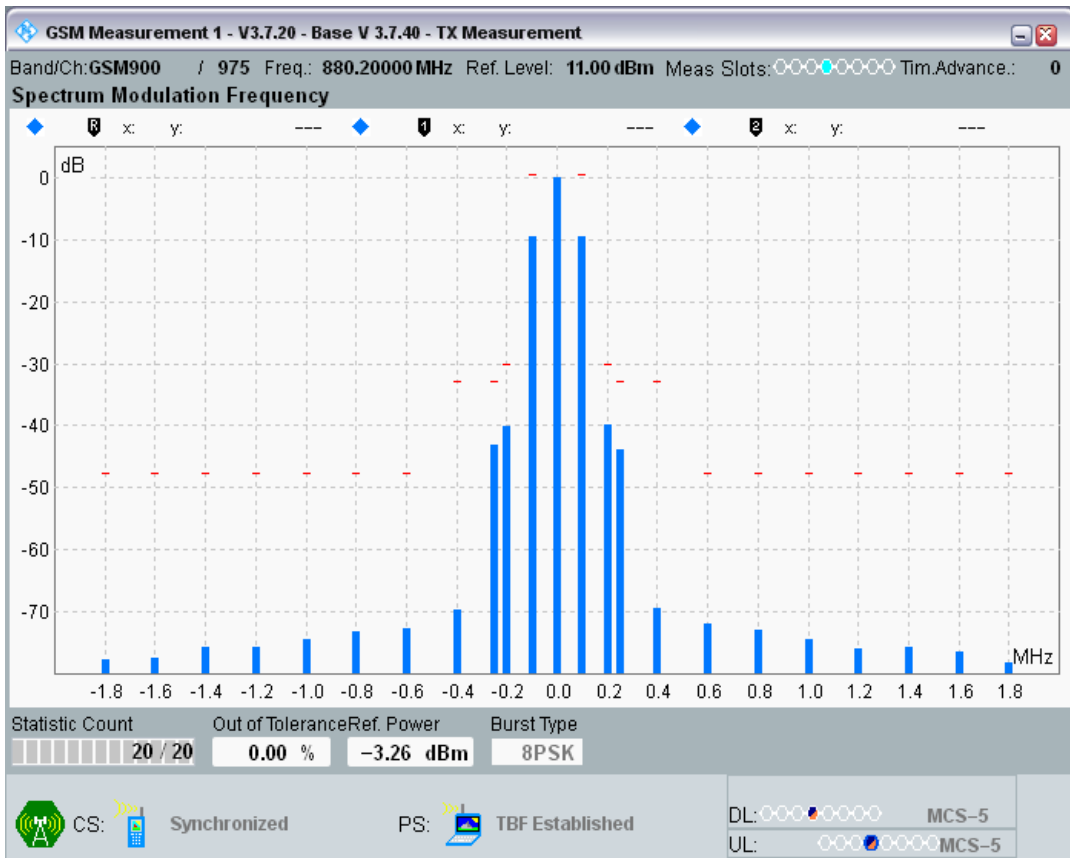 GSM Measurement 1 - V3.7.20 - Base V 3.7.40 - TX Measurement
Band/Ch:GSM900 / 975 Freq.: 880.20000 MHz Ref. Level: 11.00 dBm Meas Slots: Tim.Advance.: 0
Spectrum Modulation Frequency
R x: y: --- 1 x: y: --- 2 x: y: ---
dB
0
-10
-20
-30
-40
-50
-60
-70
MHz
-1.8 -1.6 -1.4 -1.2 -1.0 -0.8 -0.6 -0.4 -0.2 0.0 0.2 0.4 0.6 0.8 1.0 1.2 1.4 1.6 1.8
Statistic Count Out of Tolerance Ref. Power Burst Type
20 / 20 0.00 % -3.26 dBm 8PSK
CS: Synchronized PS: TBF Established DL: MCS-5
UL: MCS-5